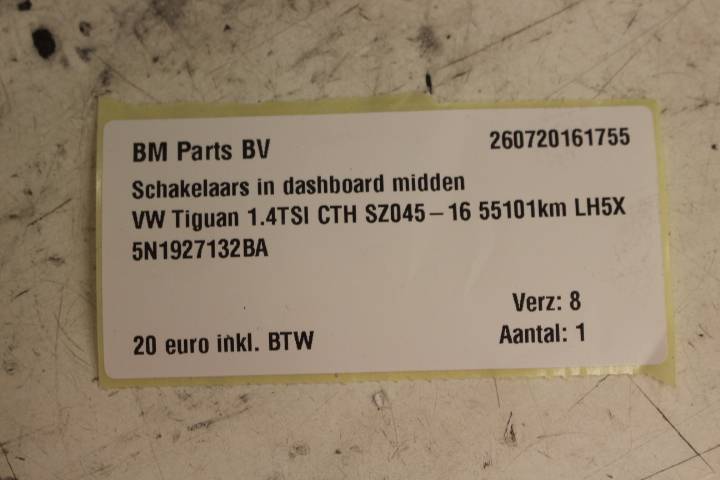 BM Parts BV 260720161755
Schakelaars in dashboard midden
VW Tiguan 1.4TSI CTH SZ045-16 55101km LH5X
5N1927132BA
Verz: 8
20 euro inkl. BTW Aantal: 1